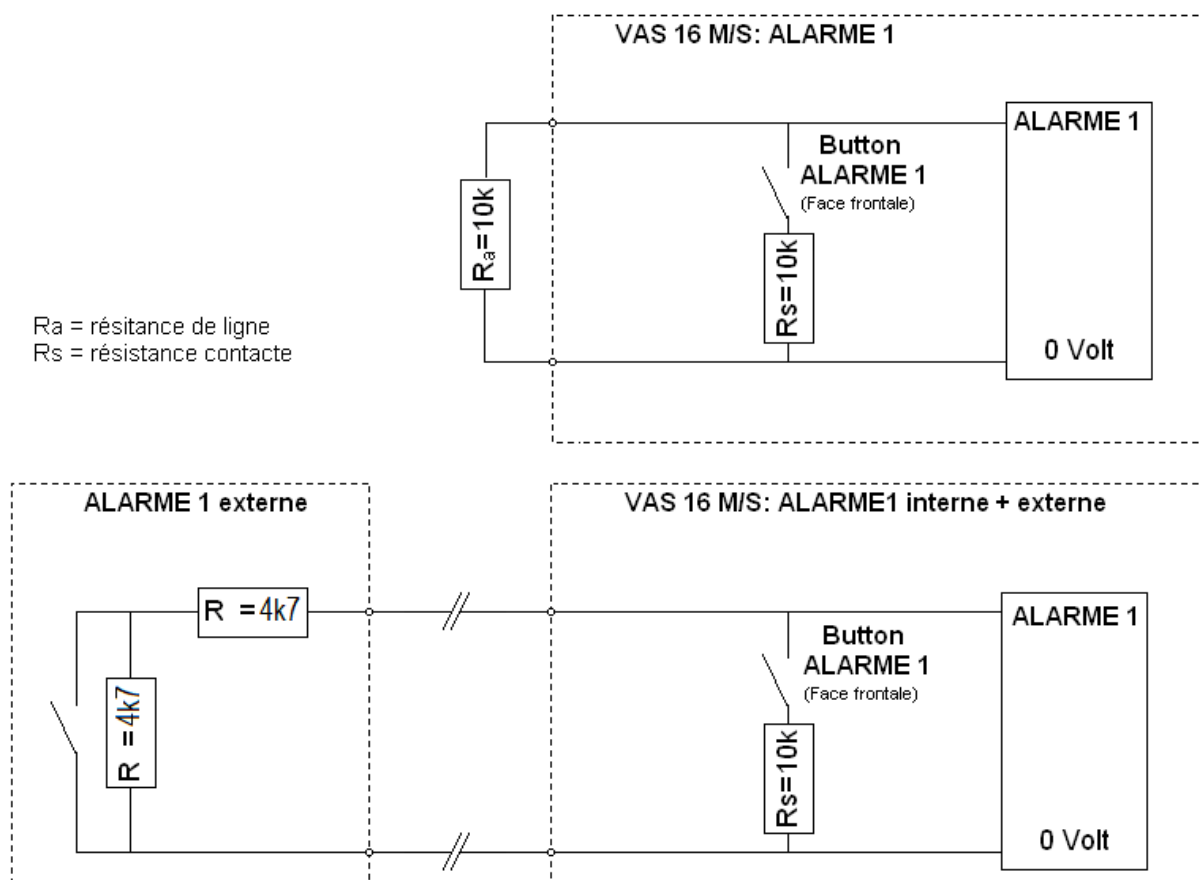 VAS 16 M/S: ALARME 1
ALARME 1
Button
ALARME 1
(Face frontale)
Ra=10k
Rs=10k
0 Volt
Ra = résitance de ligne
Rs = résistance contacte
ALARME 1 externe
VAS 16 M/S: ALARME1 interne + externe
R =4k7
R =4k7
ALARME 1
Button
ALARME 1
(Face frontale)
Rs=10k
0 Volt